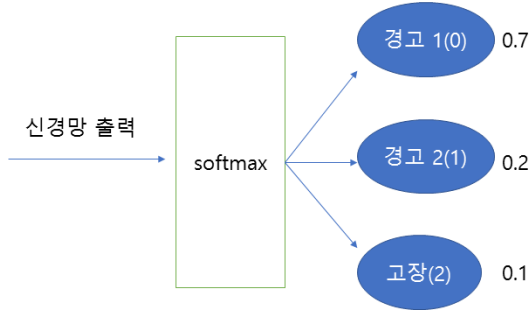 경고 1(0) 0.7
신경망 출력
경고 2(1) 0.2
softmax
고장(2) 0.1